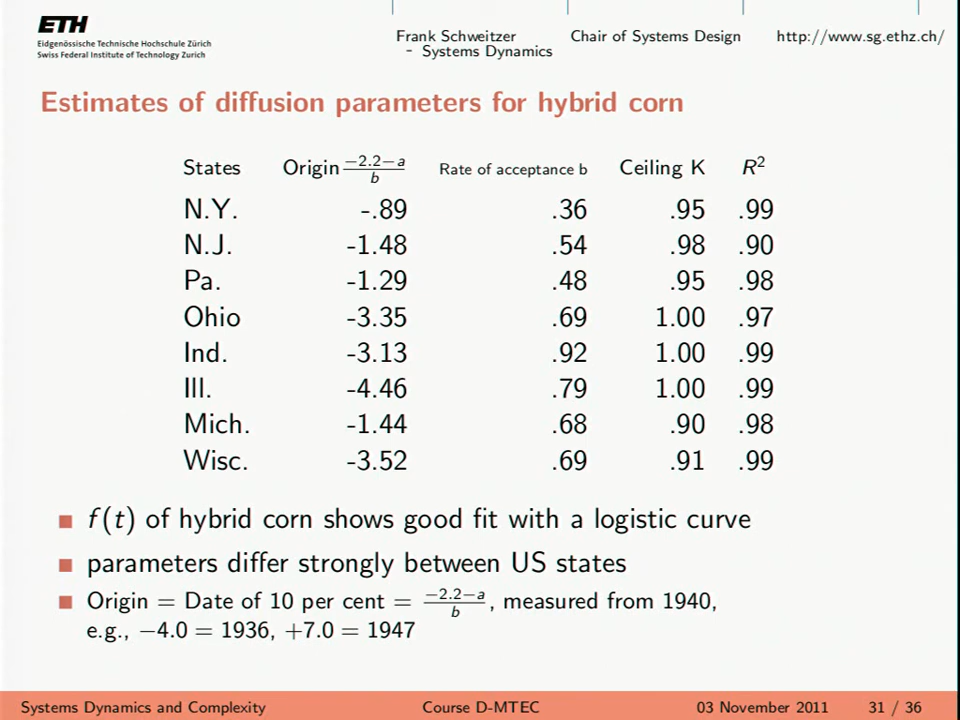 ETH
Eidgenössische Technische Hochschule Zürich
Swiss Federal Institute of Technology Zurich
Frank Schweitzer
- Systems Dynamics
Chair of Systems Design
http://www.sg.ethz.ch/
Estimates of diffusion parameters for hybrid corn
States Origin (−2.2−a)/b Rate of acceptance b Ceiling K R²
N.Y. -.89 .36 .95 .99
N.J. -1.48 .54 .98 .90
Pa. -1.29 .48 .95 .98
Ohio -3.35 .69 1.00 .97
Ind. -3.13 .92 1.00 .99
Ill. -4.46 .79 1.00 .99
Mich. -1.44 .68 .90 .98
Wisc. -3.52 .69 .91 .99
f(t) of hybrid corn shows good fit with a logistic curve
parameters differ strongly between US states
Origin = Date of 10 per cent = (−2.2−a)/b, measured from 1940,
e.g., −4.0 = 1936, +7.0 = 1947
Systems Dynamics and Complexity Course D-MTEC 03 November 2011 31 / 36